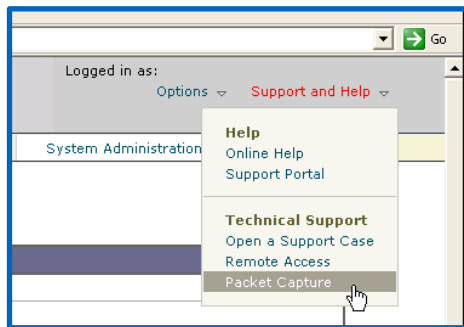 Go
Logged in as:
Options Support and Help
System Administration
Help
Online Help
Support Portal
Technical Support
Open a Support Case
Remote Access
Packet Capture